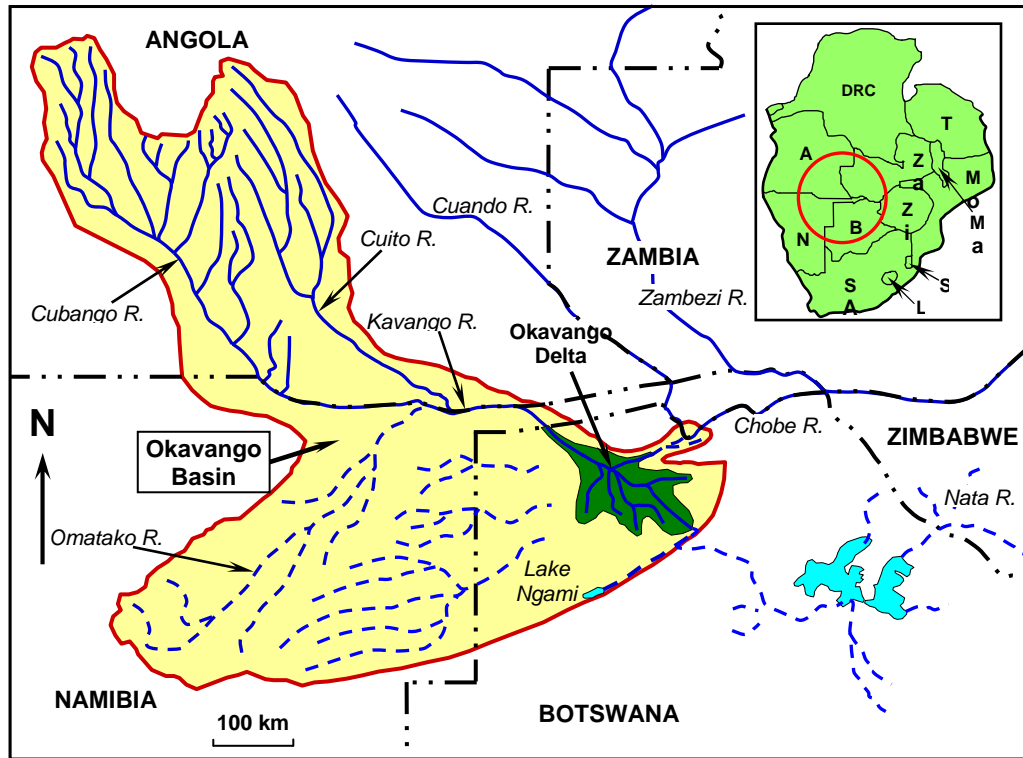 ANGOLA
DRC
T
A
Z
a
M
o
M
a
Z
i
N
B
S
A
S
L
Cuando R.
Cuito R.
ZAMBIA
Zambezi R.
Cubango R.
Kavango R.
Okavango
Delta
N
Chobe R.
ZIMBABWE
Okavango
Basin
Nata R.
Omatako R.
Lake
Ngami
NAMIBIA
BOTSWANA
100 km